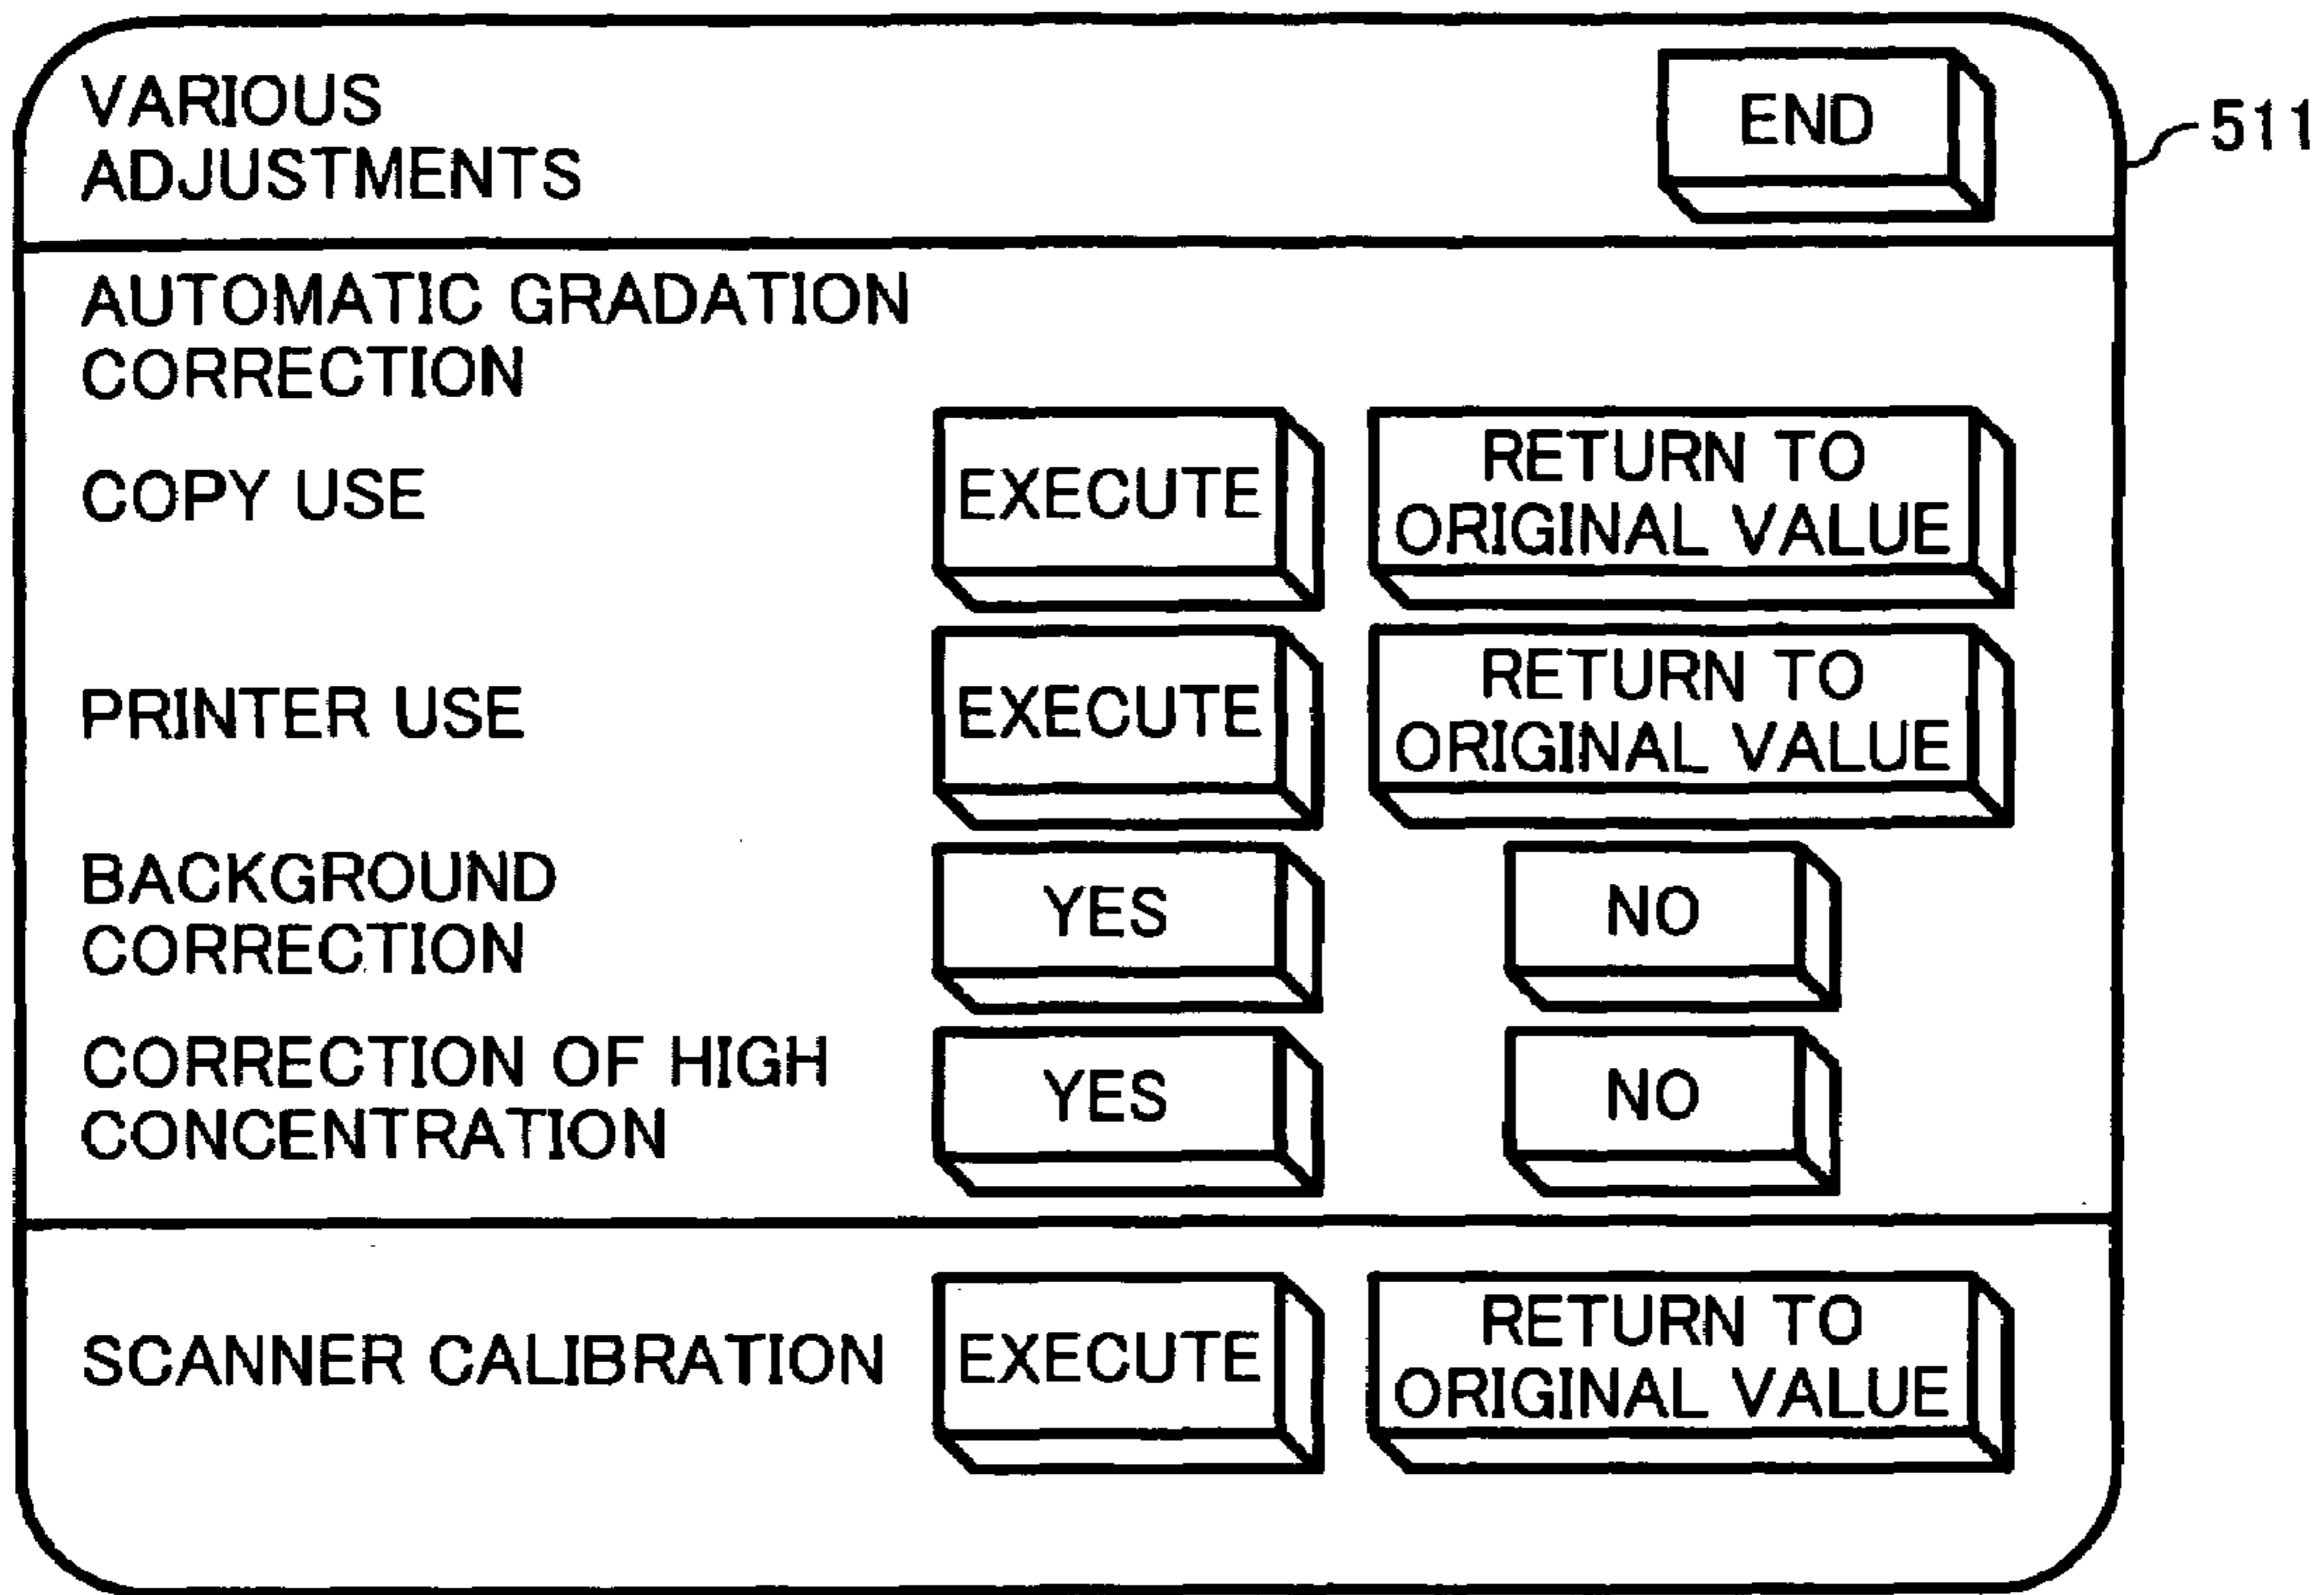 VARIOUS
ADJUSTMENTS
END
511
AUTOMATIC GRADATION
CORRECTION
COPY USE
EXECUTE
RETURN TO
ORIGINAL VALUE
PRINTER USE
EXECUTE
RETURN TO
ORIGINAL VALUE
BACKGROUND
CORRECTION
YES
NO
CORRECTION OF HIGH
CONCENTRATION
YES
NO
SCANNER CALIBRATION
EXECUTE
RETURN TO
ORIGINAL VALUE